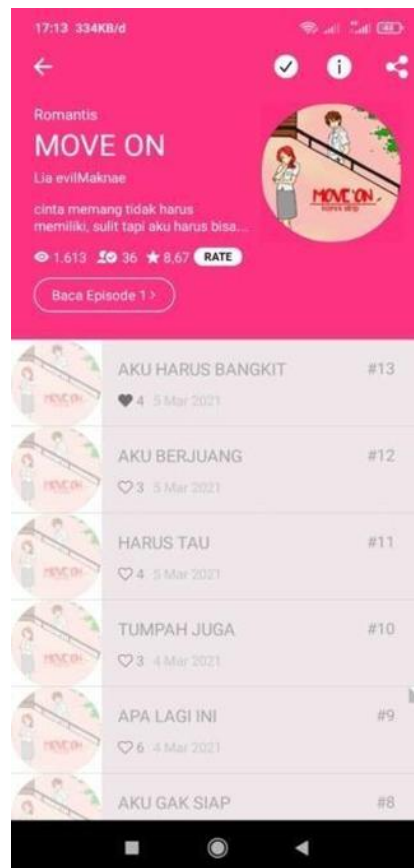 17:13 334KB/d
Romantis
MOVE ON
Lia evilMaknae
cinta memang tidak harus
memiliki, sulit tapi aku harus bisa...
1.613 36 8,67 RATE
Baca Episode 1 >
MOVE ON
AKU HARUS BANGKIT #13
4 5 Mar 2021
AKU BERJUANG #12
3 5 Mar 2021
HARUS TAU #11
4 5 Mar 2021
TUMPAH JUGA #10
3 4 Mar 2021
APA LAGI INI #9
6 4 Mar 2021
AKU GAK SIAP #8